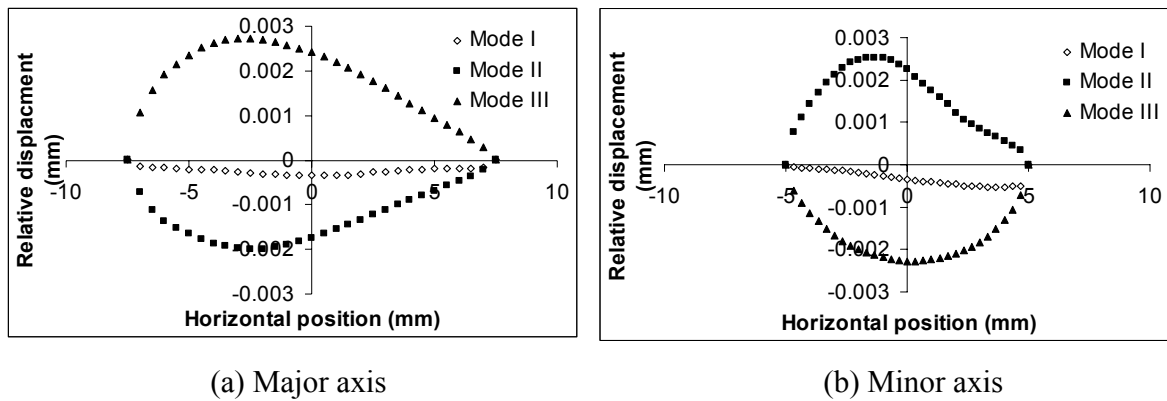 0.003
0.002
0.001
0
-0.001
-0.002
-0.003
-10
-5
0
5
10
Relative displacment
(mm)
Horizontal position (mm)
Mode I
Mode II
Mode III
(a) Major axis
0.003
0.002
0.001
0
-0.001
-0.002
-0.003
-10
-5
0
5
10
Relative displacement
(mm)
Horizontal position (mm)
Mode I
Mode II
Mode III
(b) Minor axis